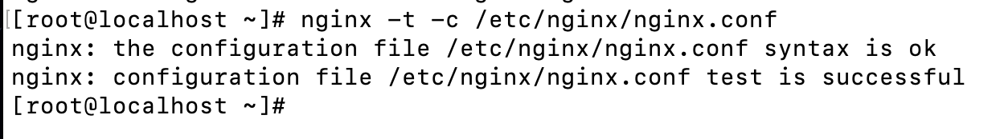 [[root@localhost ~]# nginx -t -c /etc/nginx/nginx.conf
nginx: the configuration file /etc/nginx/nginx.conf syntax is ok
nginx: configuration file /etc/nginx/nginx.conf test is successful
[root@localhost ~]#